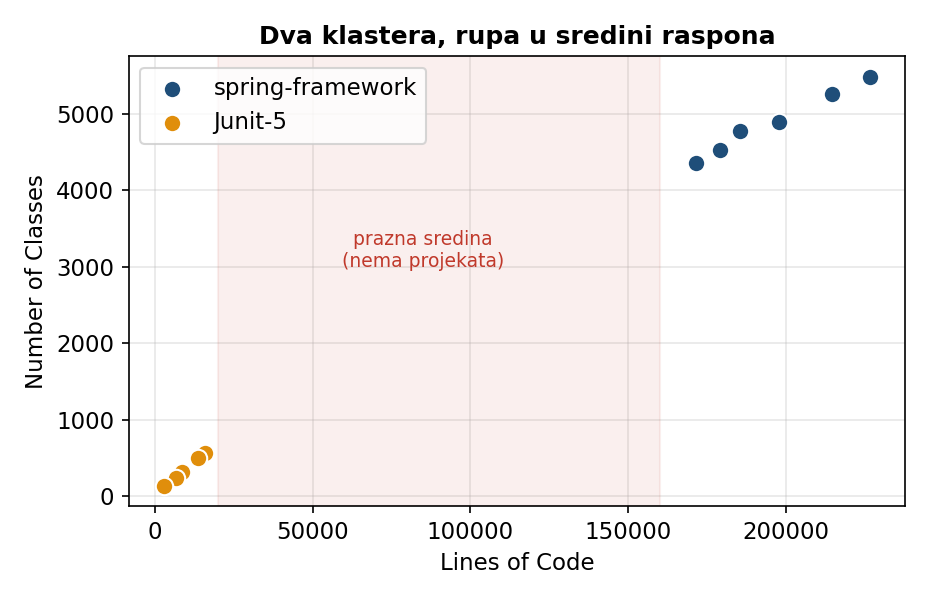 Dva klastera, rupa u sredini raspona
spring-framework
Junit-5
prazna sredina
(nema projekata)
Number of Classes
5000
4000
3000
2000
1000
0
0
50000
100000
150000
200000
Lines of Code